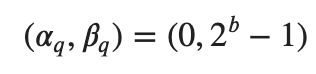 (α_q, β_q) = (0, 2^b − 1)